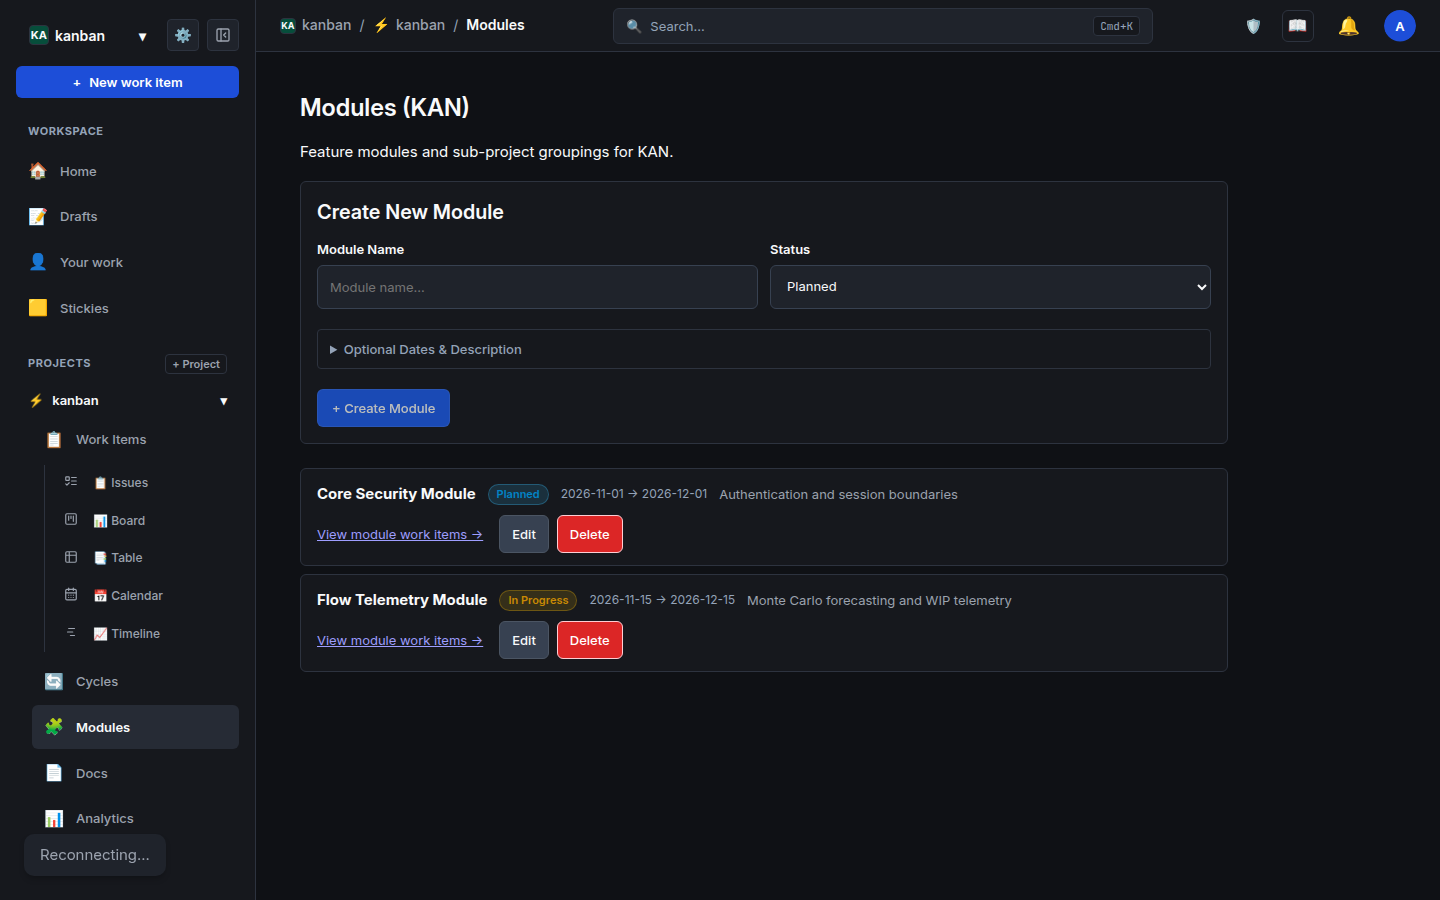 KA kanban ▼
+ New work item
WORKSPACE
Home
Drafts
Your work
Stickies
PROJECTS
+ Project
kanban ▼
Work Items
Issues
Board
Table
Calendar
Timeline
Cycles
Modules
Docs
Analytics
Reconnecting...
KA kanban / kanban / Modules
Search...
Cmd+K
A
Modules (KAN)
Feature modules and sub-project groupings for KAN.
Create New Module
Module Name
Status
Module name...
Planned
▶ Optional Dates & Description
+ Create Module
Core Security Module Planned 2026-11-01 → 2026-12-01 Authentication and session boundaries
View module work items → Edit Delete
Flow Telemetry Module In Progress 2026-11-15 → 2026-12-15 Monte Carlo forecasting and WIP telemetry
View module work items → Edit Delete